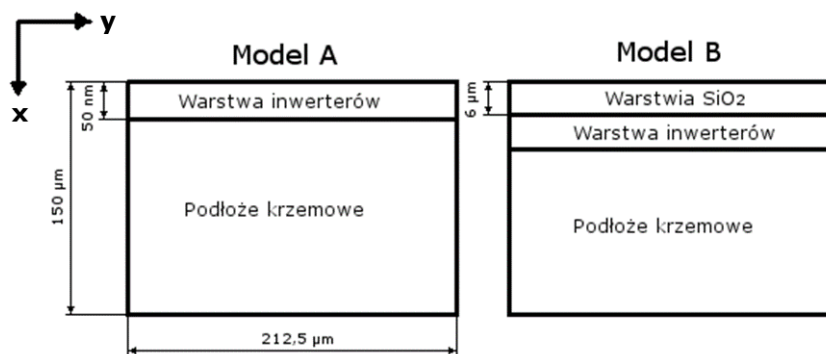 y
x
Model A
Model B
Warstwa inwerterów
50 nm
150 µm
Podłoże krzemowe
212,5 µm
6 µm
Warstwia SiO2
Warstwa inwerterów
Podłoże krzemowe